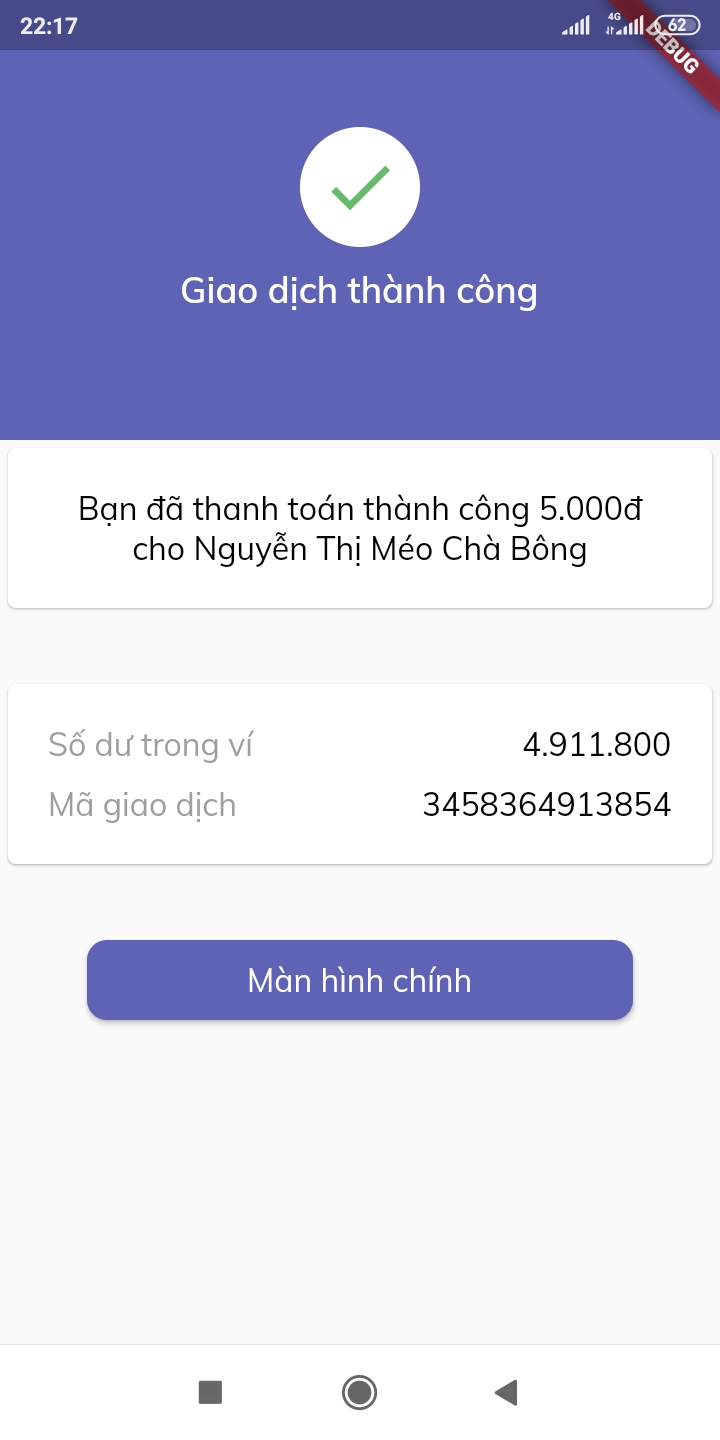 22:17
4G
62
DEBUG
Giao dịch thành công
Bạn đã thanh toán thành công 5.000đ
cho Nguyễn Thị Méo Chà Bông
Số dư trong ví 4.911.800
Mã giao dịch 3458364913854
Màn hình chính